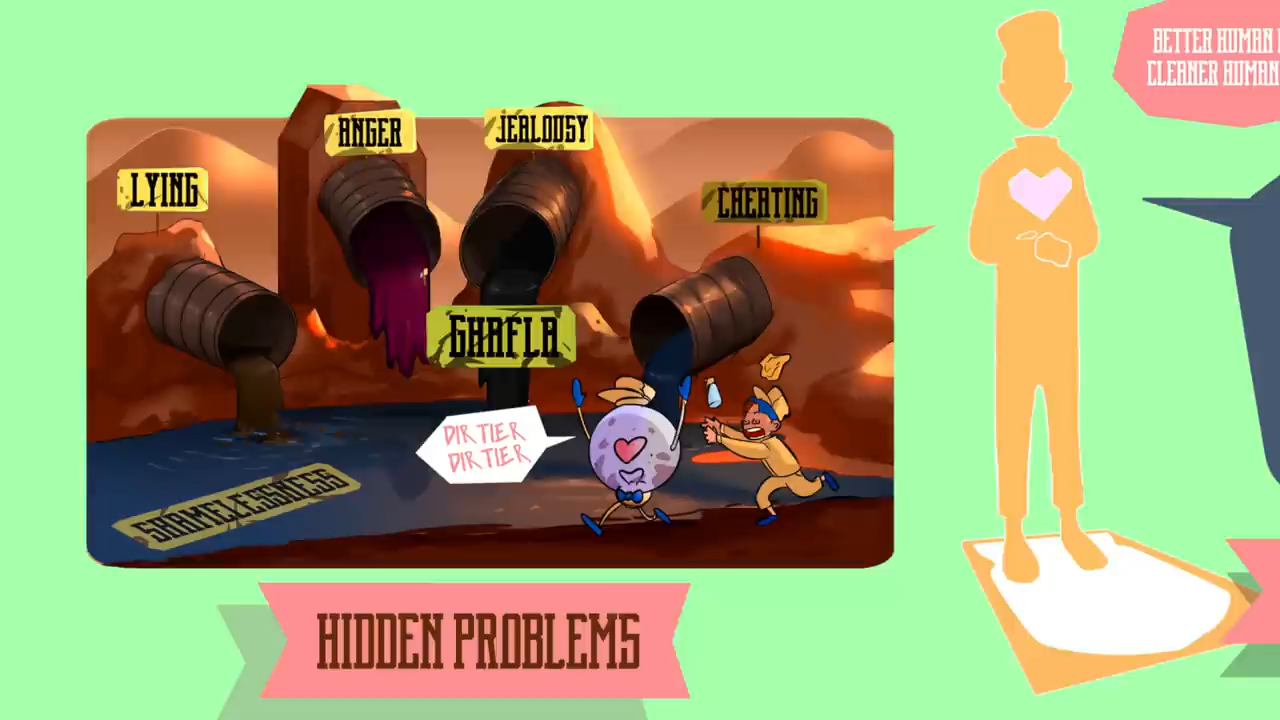 ANGER
JEALOUSY
LYING
CHEATING
GHAFLA
DIRTIER
DIRTIER
SHAMELESSNESS
HIDDEN PROBLEMS
BETTER HUMAN
CLEANER HUMAN